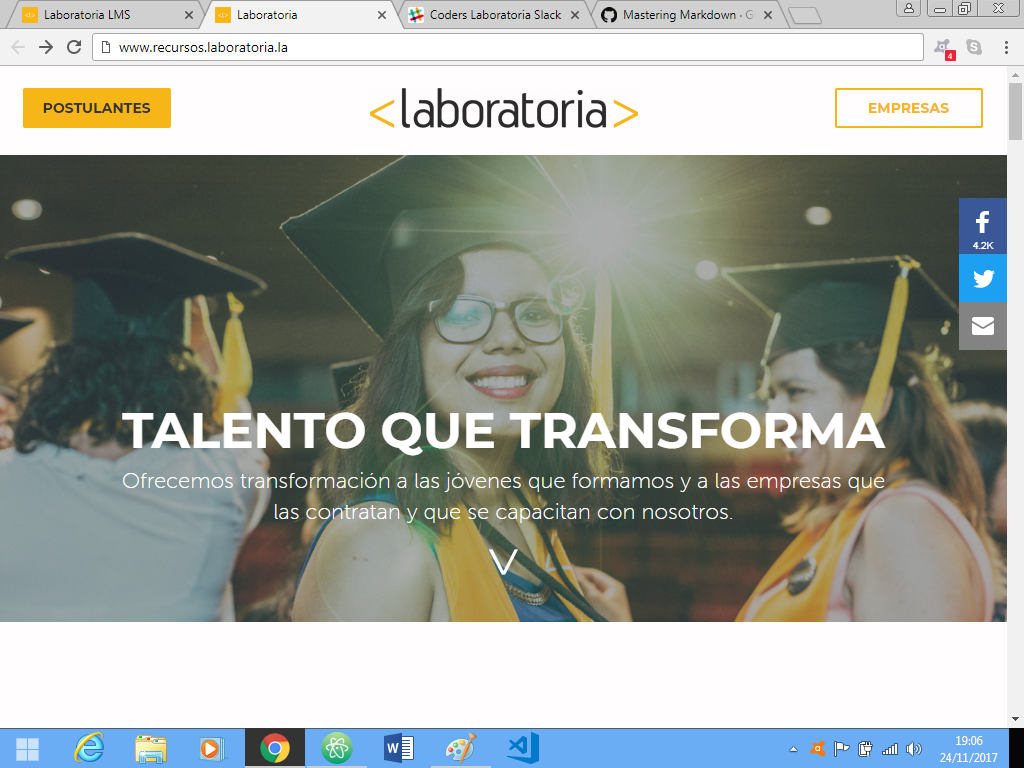 Laboratoria LMS
Laboratoria
Coders Laboratoria Slack
Mastering Markdown · G
www.recursos.laboratoria.la
4
POSTULANTES
<laboratoria>
EMPRESAS
4.2K
TALENTO QUE TRANSFORMA
Ofrecemos transformación a las jóvenes que formamos y a las empresas que
las contratan y que se capacitan con nosotros.
19:06
24/11/2017